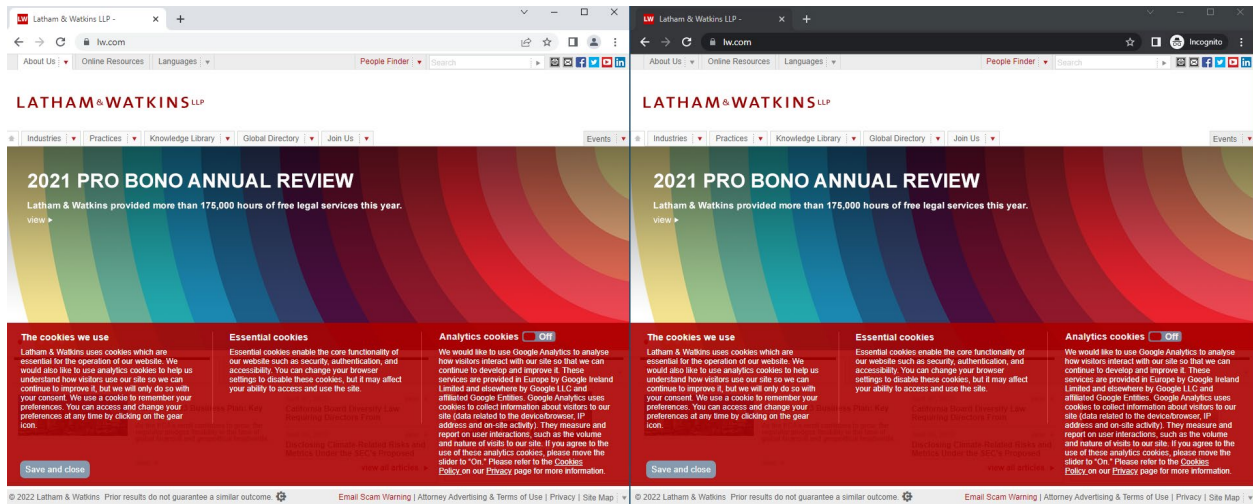 Latham & Watkins LLP -
lw.com
About Us
Online Resources
Languages
People Finder
Search
LATHAM&WATKINS LLP
Industries
Practices
Knowledge Library
Global Directory
Join Us
Events
2021 PRO BONO ANNUAL REVIEW
Latham & Watkins provided more than 175,000 hours of free legal services this year.
view
The cookies we use
Latham & Watkins uses cookies which are
essential for the operation of our website. We
would also like to use analytics cookies to help us
understand how visitors use our site so we can
continue to improve it, but we will only do so with
your consent. We use a cookie to remember your
preferences. You can access and change your
preferences at any time by clicking on the gear
icon.
Save and close
Essential cookies
Essential cookies enable the core functionality of
our website such as security, authentication, and
accessibility. You can change your browser
settings to disable these cookies, but it may affect
your ability to access and use the site.
Analytics cookies Off
We would like to use Google Analytics to analyse
how visitors interact with our site so that we can
continue to develop and improve it. These
services are provided in Europe by Google Ireland
Limited and elsewhere by Google LLC and
affiliated Google Entities. Google Analytics uses
cookies to collect information about visitors to our
site (data related to the device/browser, IP
address and on-site activity). They measure and
report on user interactions, such as the volume
and nature of visits to our site. If you agree to the
use of these analytics cookies, please move the
slider to "On." Please refer to the Cookies
Policy on our Privacy page for more information.
view all articles
© 2022 Latham & Watkins Prior results do not guarantee a similar outcome.
Email Scam Warning | Attorney Advertising & Terms of Use | Privacy | Site Map
Latham & Watkins LLP -
lw.com
Incognito
About Us
Online Resources
Languages
People Finder
Search
LATHAM&WATKINS LLP
Industries
Practices
Knowledge Library
Global Directory
Join Us
Events
2021 PRO BONO ANNUAL REVIEW
Latham & Watkins provided more than 175,000 hours of free legal services this year.
view
The cookies we use
Latham & Watkins uses cookies which are
essential for the operation of our website. We
would also like to use analytics cookies to help us
understand how visitors use our site so we can
continue to improve it, but we will only do so with
your consent. We use a cookie to remember your
preferences. You can access and change your
preferences at any time by clicking on the gear
icon.
Save and close
Essential cookies
Essential cookies enable the core functionality of
our website such as security, authentication, and
accessibility. You can change your browser
settings to disable these cookies, but it may affect
your ability to access and use the site.
Analytics cookies Off
We would like to use Google Analytics to analyse
how visitors interact with our site so that we can
continue to develop and improve it. These
services are provided in Europe by Google Ireland
Limited and elsewhere by Google LLC and
affiliated Google Entities. Google Analytics uses
cookies to collect information about visitors to our
site (data related to the device/browser, IP
address and on-site activity). They measure and
report on user interactions, such as the volume
and nature of visits to our site. If you agree to the
use of these analytics cookies, please move the
slider to "On." Please refer to the Cookies
Policy on our Privacy page for more information.
view all articles
© 2022 Latham & Watkins Prior results do not guarantee a similar outcome.
Email Scam Warning | Attorney Advertising & Terms of Use | Privacy | Site Map